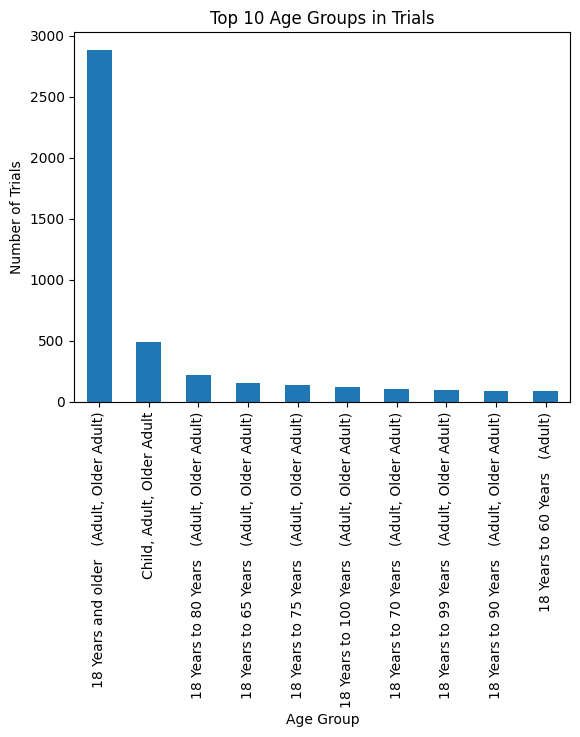 Top 10 Age Groups in Trials
Number of Trials
3000
2500
2000
1500
1000
500
0
18 Years and older   (Adult, Older Adult)
Child, Adult, Older Adult
18 Years to 80 Years   (Adult, Older Adult)
18 Years to 65 Years   (Adult, Older Adult)
18 Years to 75 Years   (Adult, Older Adult)
18 Years to 100 Years   (Adult, Older Adult)
18 Years to 70 Years   (Adult, Older Adult)
18 Years to 99 Years   (Adult, Older Adult)
18 Years to 90 Years   (Adult, Older Adult)
18 Years to 60 Years   (Adult)
Age Group